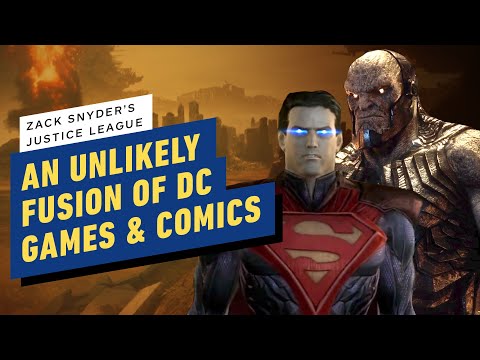 ZACK SNYDER'S
JUSTICE LEAGUE
AN UNLIKELY
FUSION OF DC
GAMES & COMICS